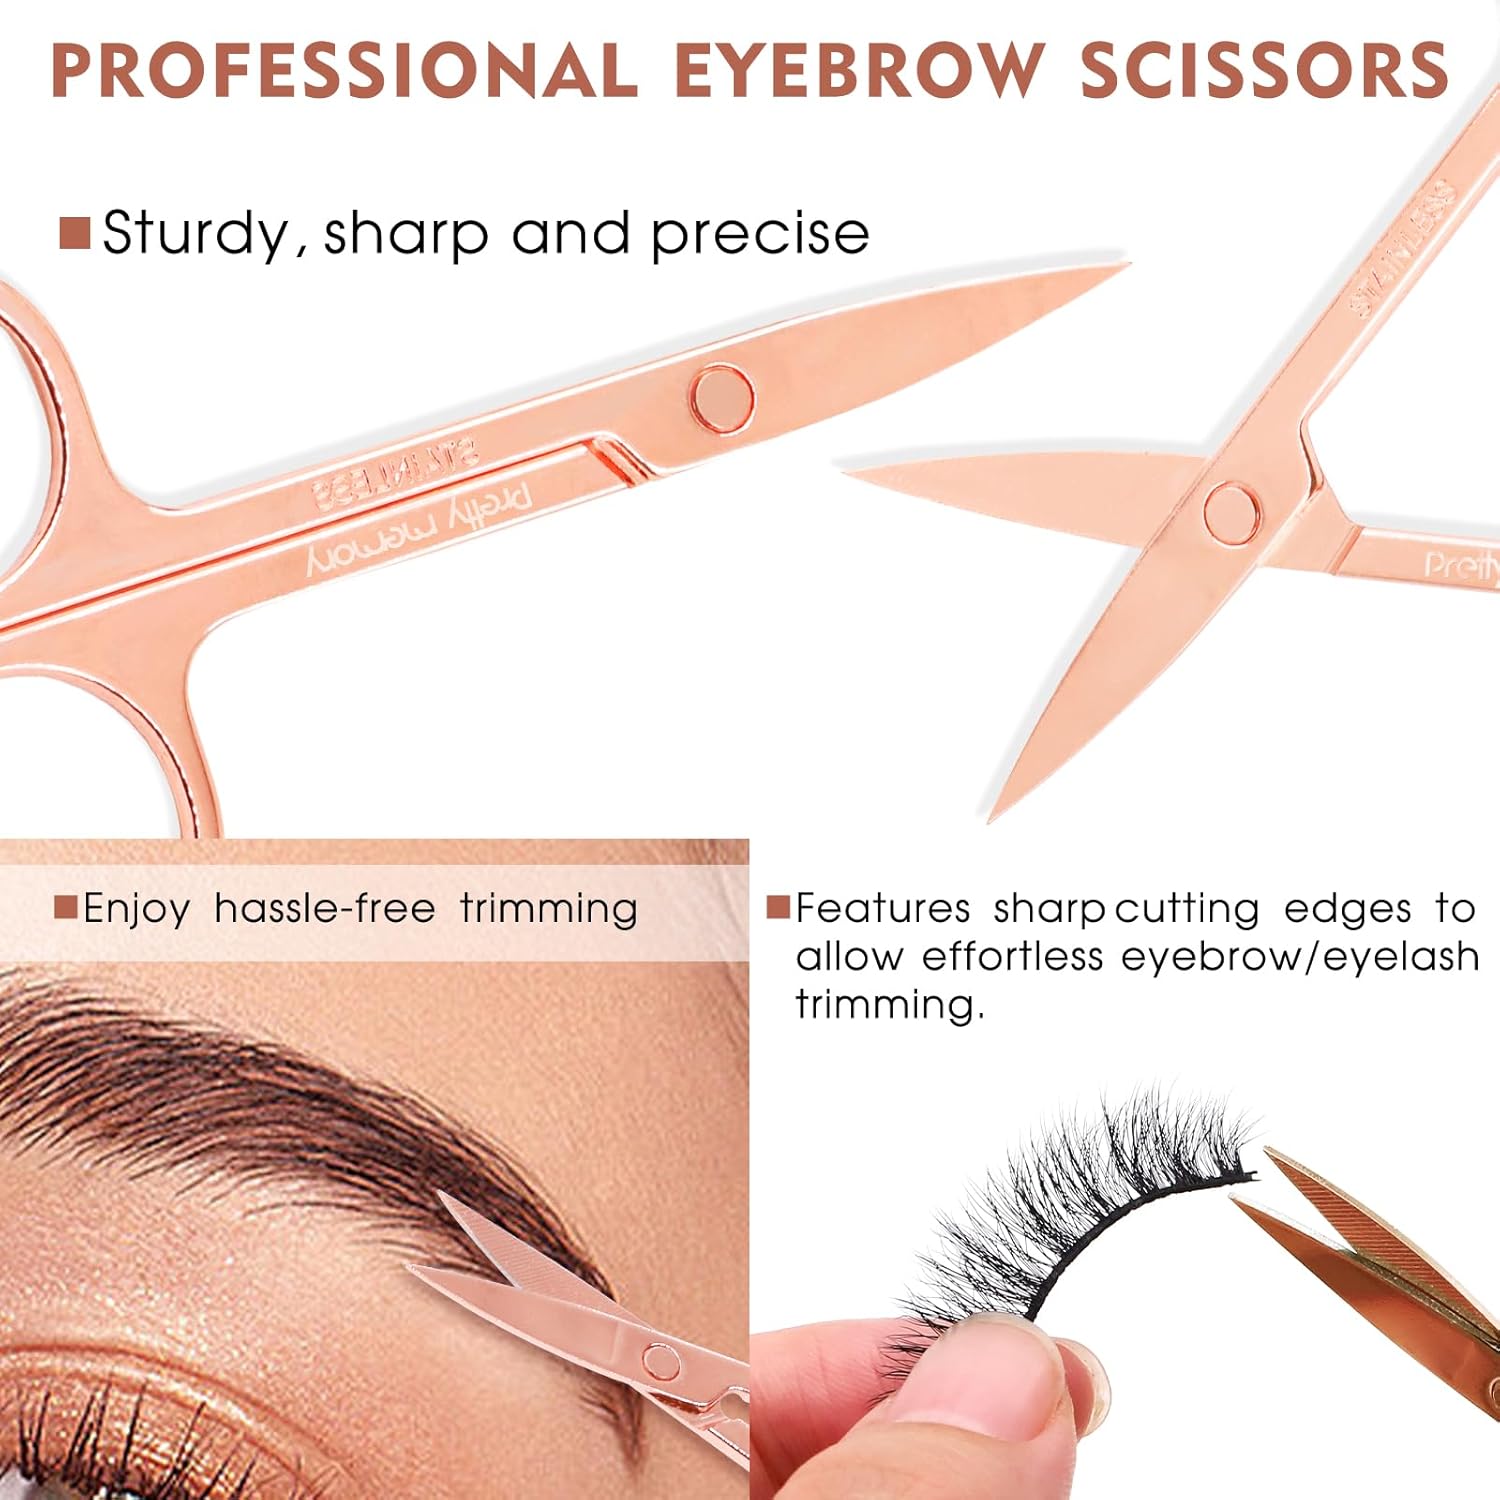 PROFESSIONAL EYEBROW SCISSORS
Sturdy, sharp and precise
STAINLESS
STAINLESS
pretty memory
Pretty
Enjoy hassle-free trimming
Features sharp cutting edges to
allow effortless eyebrow/eyelash
trimming.